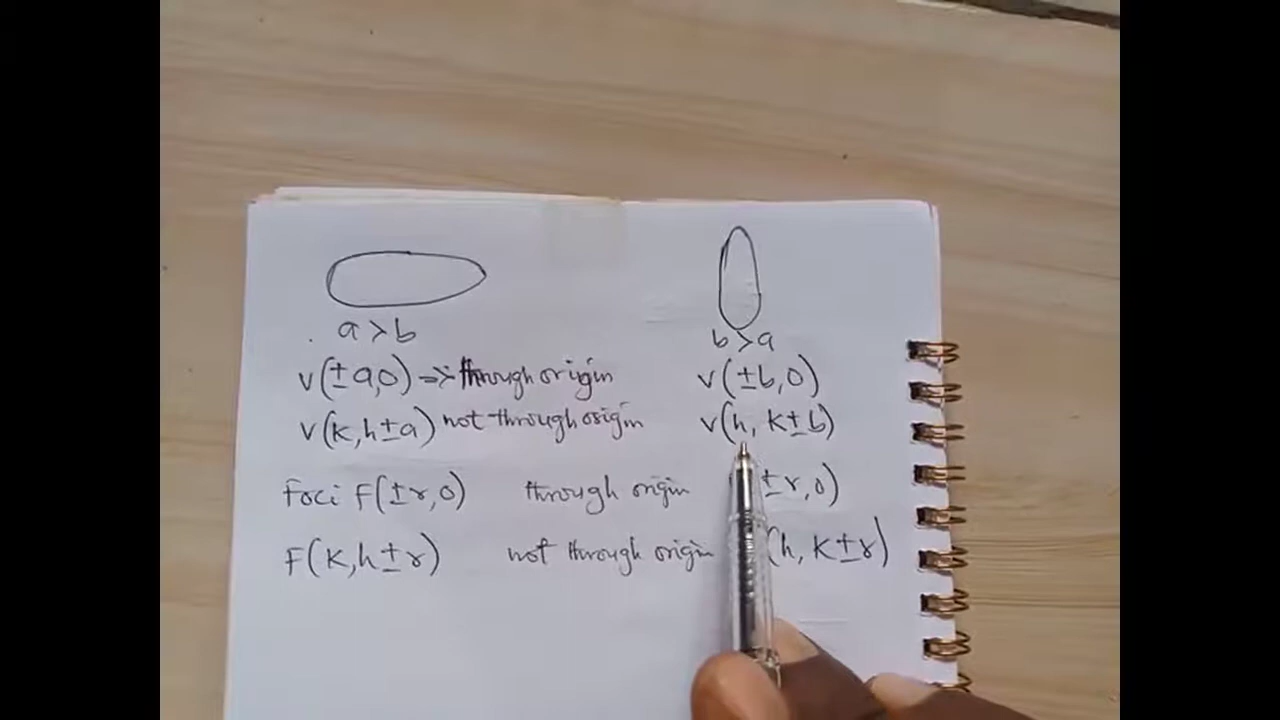 a > b b > a
V(±a,0) => through origin V(±b,0)
V(k,h±a) not through origin V(h, k±b)
Foci F(±r,0) through origin ±r,0)
F(k,h±r) not through origin (h, k±r)